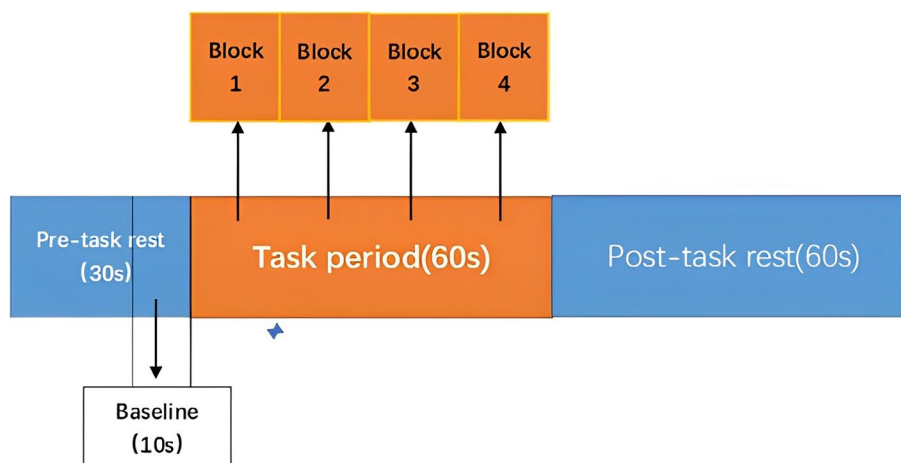 Block
1
Block
2
Block
3
Block
4
Pre-task rest
(30s)
Task period(60s)
Post-task rest(60s)
Baseline
(10s)